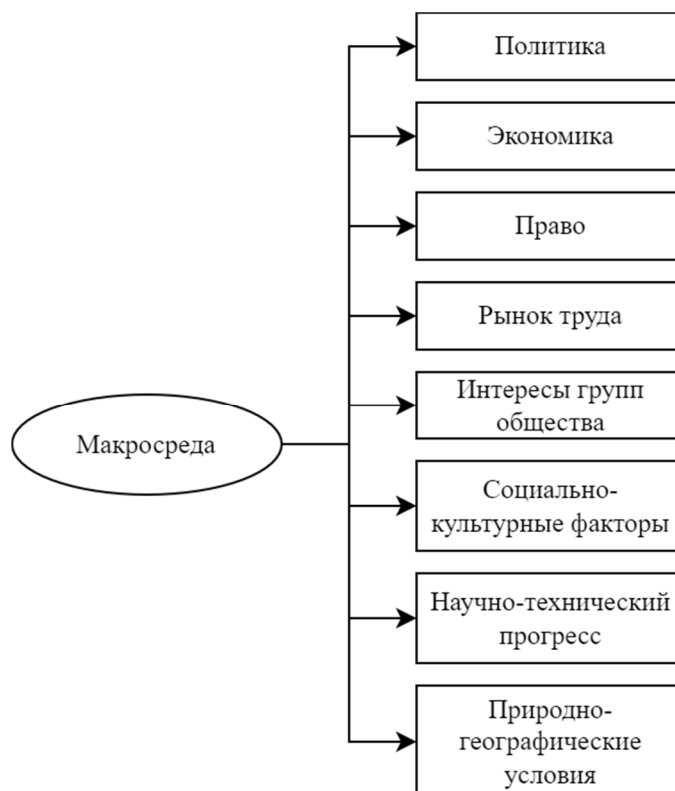 Политика
Экономика
Право
Рынок труда
Интересы групп
общества
Макросреда
Социально-
культурные факторы
Научно-технический
прогресс
Природно-
географические
условия